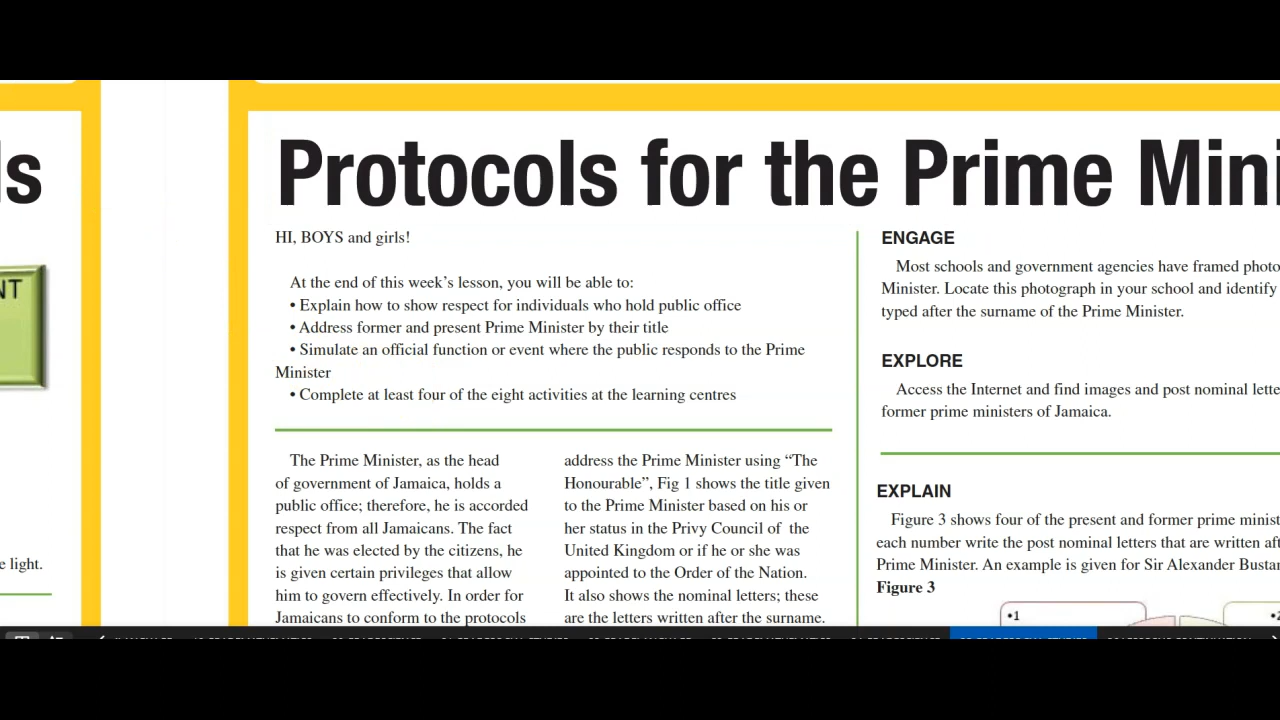 ls
NT
e light.
Protocols for the Prime Mini
HI, BOYS and girls!
At the end of this week’s lesson, you will be able to:
• Explain how to show respect for individuals who hold public office
• Address former and present Prime Minister by their title
• Simulate an official function or event where the public responds to the Prime
Minister
• Complete at least four of the eight activities at the learning centres
The Prime Minister, as the head
of government of Jamaica, holds a
public office; therefore, he is accorded
respect from all Jamaicans. The fact
that he was elected by the citizens, he
is given certain privileges that allow
him to govern effectively. In order for
Jamaicans to conform to the protocols
address the Prime Minister using “The
Honourable”, Fig 1 shows the title given
to the Prime Minister based on his or
her status in the Privy Council of the
United Kingdom or if he or she was
appointed to the Order of the Nation.
It also shows the nominal letters; these
are the letters written after the surname.
ENGAGE
Most schools and government agencies have framed photo
Minister. Locate this photograph in your school and identify
typed after the surname of the Prime Minister.
EXPLORE
Access the Internet and find images and post nominal lette
former prime ministers of Jamaica.
EXPLAIN
Figure 3 shows four of the present and former prime minist
each number write the post nominal letters that are written aft
Prime Minister. An example is given for Sir Alexander Busta
Figure 3
•1
•2